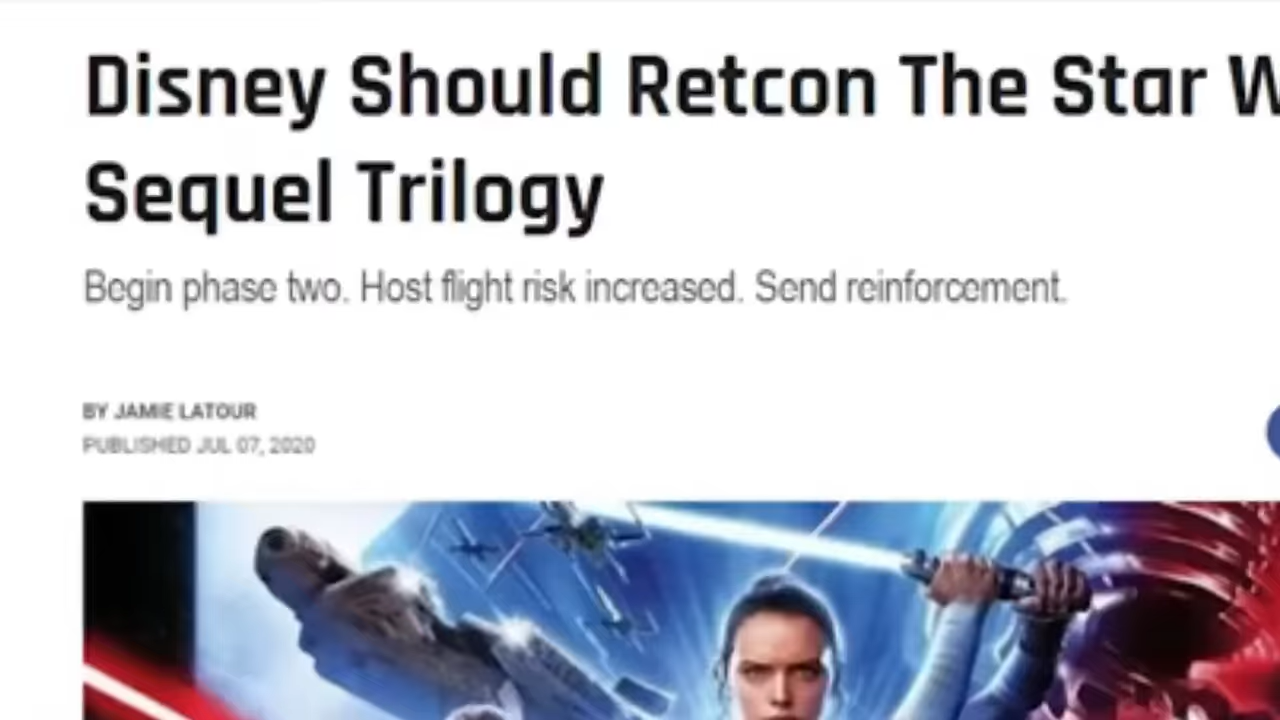 Disney Should Retcon The Star W
Sequel Trilogy
Begin phase two. Host flight risk increased. Send reinforcement.
BY JAMIE LATOUR
PUBLISHED JUL 07, 2020